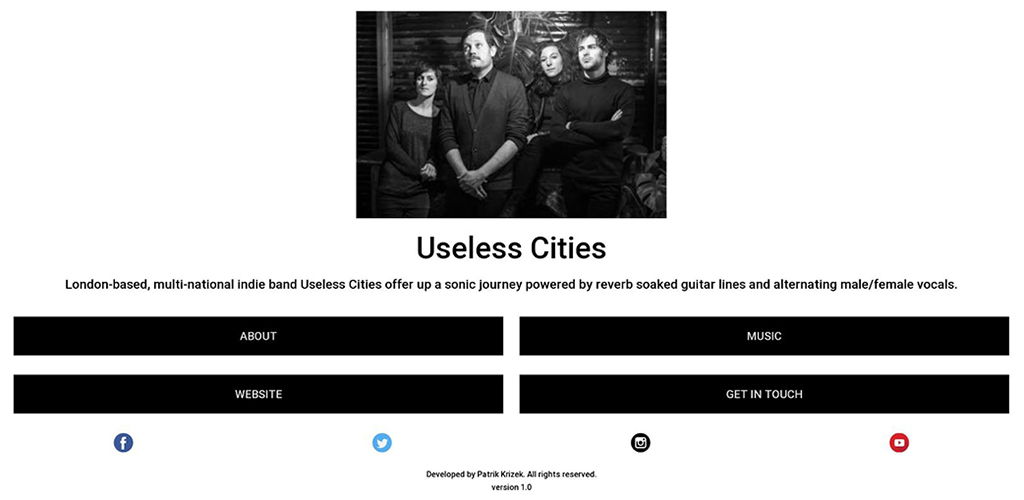 Useless Cities
London-based, multi-national indie band Useless Cities offer up a sonic journey powered by reverb soaked guitar lines and alternating male/female vocals.
ABOUT
MUSIC
WEBSITE
GET IN TOUCH
Developed by Patrik Krizek. All rights reserved.
version 1.0